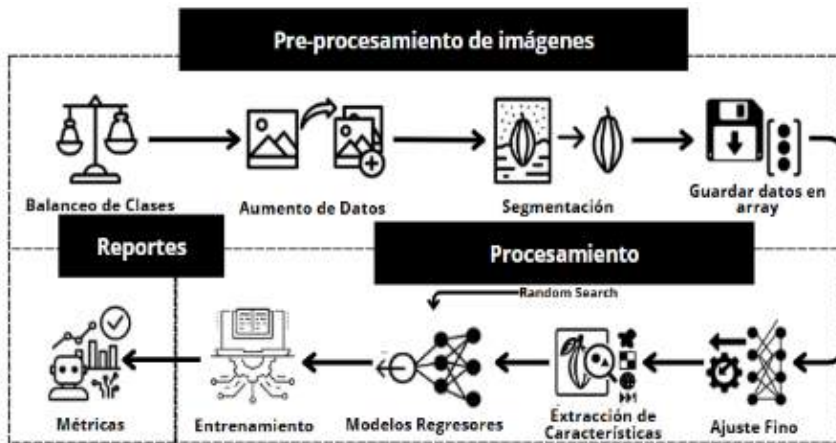 Pre-procesamiento de imágenes
Balanceo de Clases
Aumento de Datos
Segmentación
Guardar datos en
array
Reportes
Procesamiento
Random Search
Métricas
Entrenamiento
Modelos Regresores
Extracción de
Características
Ajuste Fino